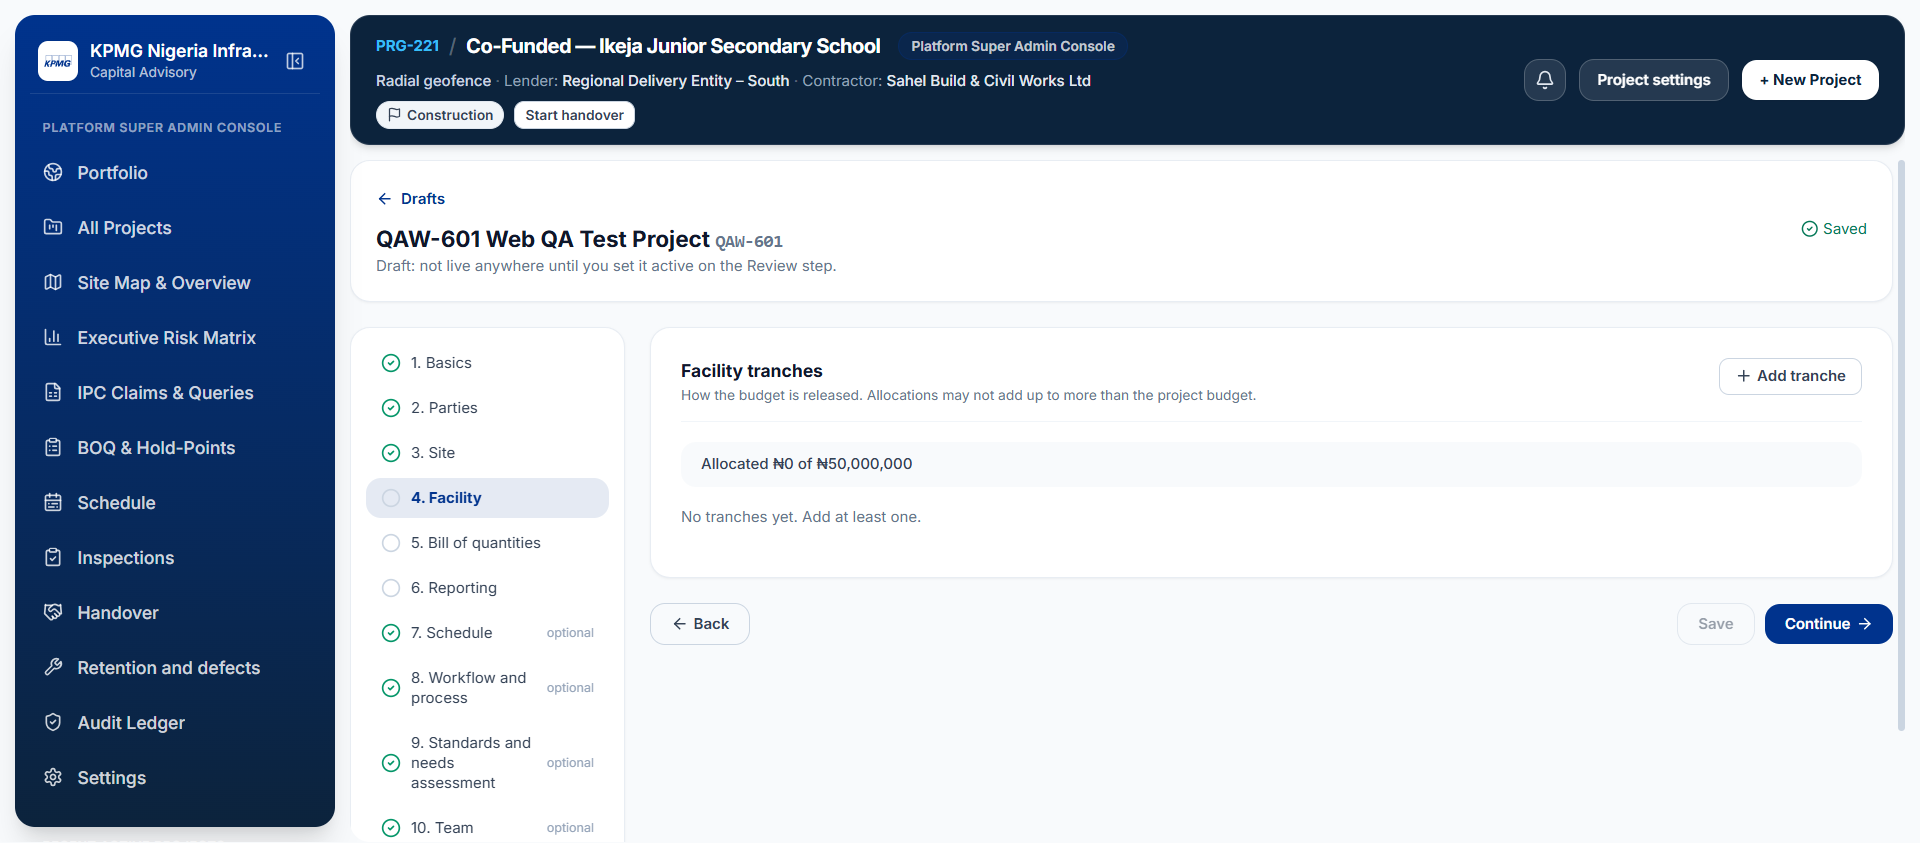 KPMG
KPMG Nigeria Infra...
Capital Advisory
PLATFORM SUPER ADMIN CONSOLE
Portfolio
All Projects
Site Map & Overview
Executive Risk Matrix
IPC Claims & Queries
BOQ & Hold-Points
Schedule
Inspections
Handover
Retention and defects
Audit Ledger
Settings
PRG-221 / Co-Funded — Ikeja Junior Secondary School Platform Super Admin Console
Radial geofence · Lender: Regional Delivery Entity – South · Contractor: Sahel Build & Civil Works Ltd
Construction Start handover
Project settings
+ New Project
← Drafts
QAW-601 Web QA Test Project QAW-601
Draft: not live anywhere until you set it active on the Review step.
Saved
1. Basics
2. Parties
3. Site
4. Facility
5. Bill of quantities
6. Reporting
7. Schedule optional
8. Workflow and
process optional
9. Standards and
needs optional
assessment
10. Team optional
Facility tranches
How the budget is released. Allocations may not add up to more than the project budget.
+ Add tranche
Allocated ₦0 of ₦50,000,000
No tranches yet. Add at least one.
← Back
Save
Continue →